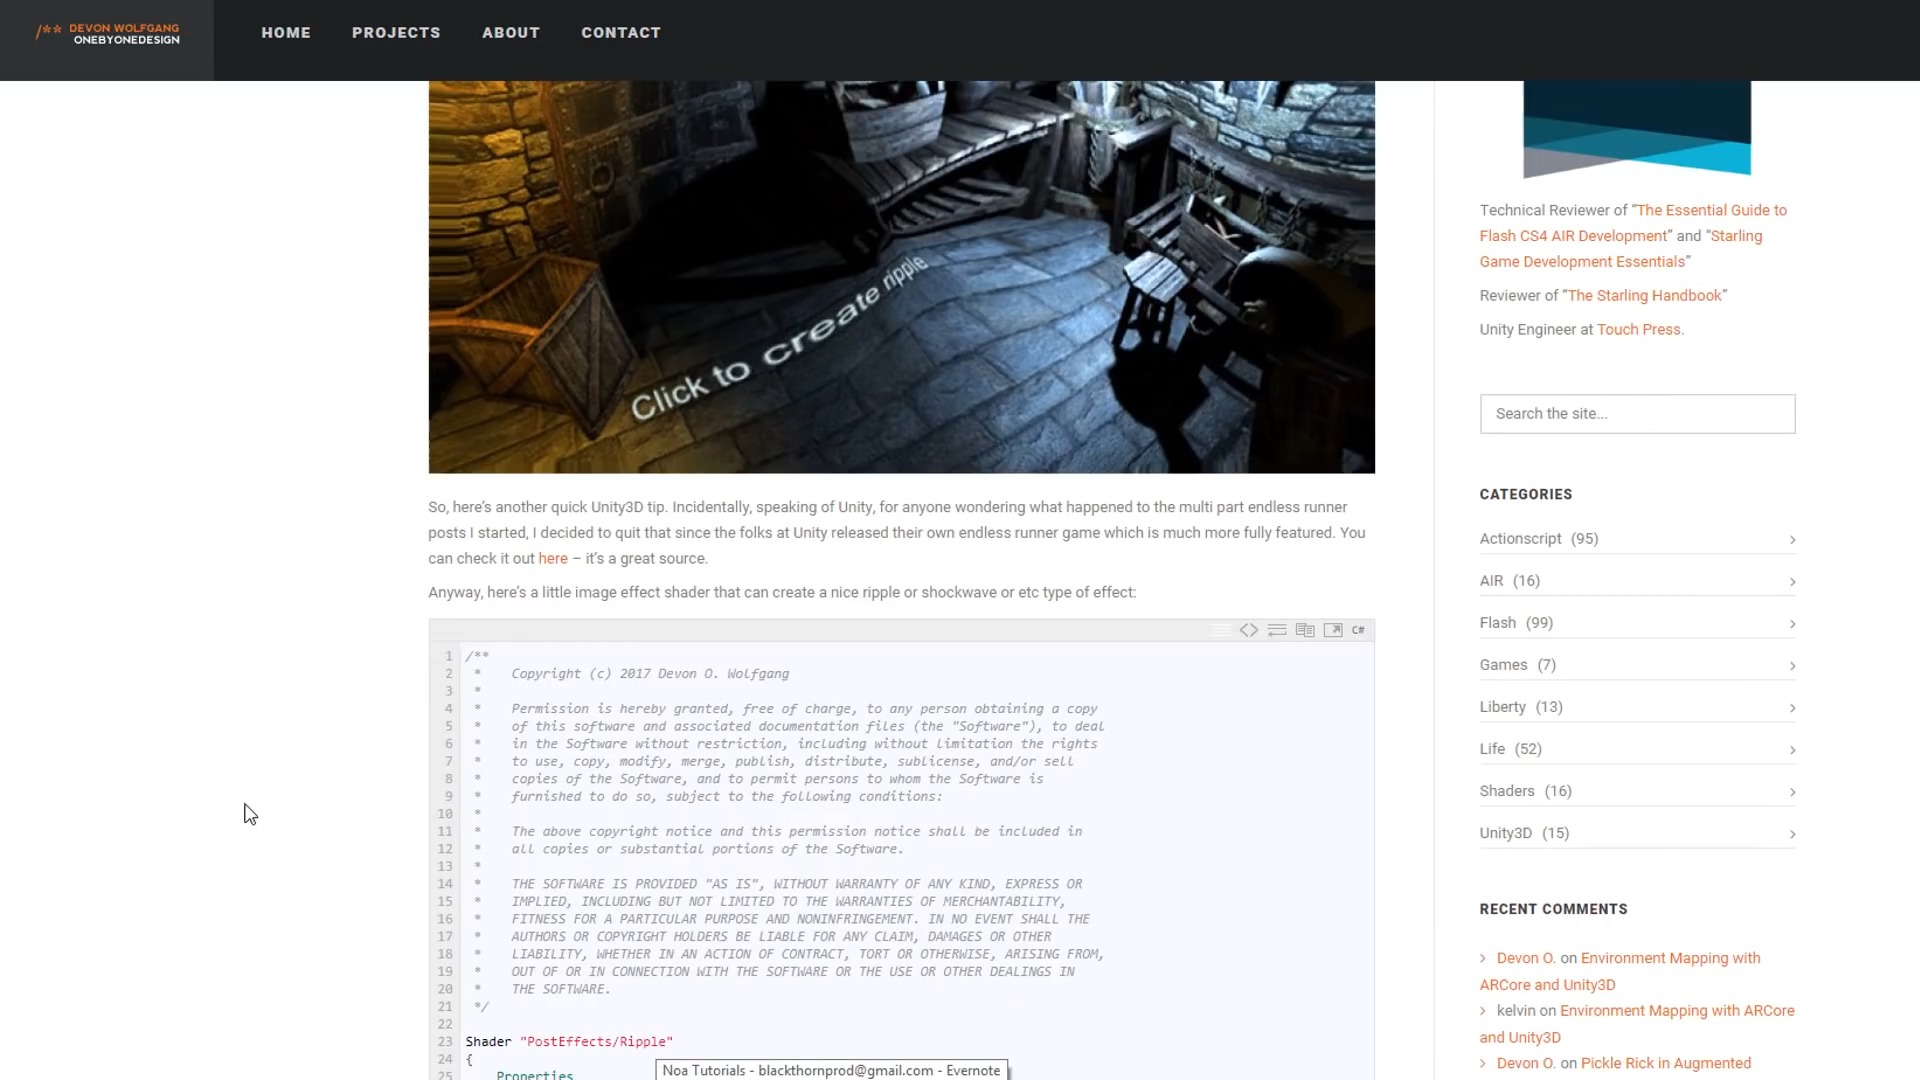 /** DEVON WOLFGANG
ONEBYONEDESIGN
HOME PROJECTS ABOUT CONTACT
Click to create ripple
So, here's another quick Unity3D tip. Incidentally, speaking of Unity, for anyone wondering what happened to the multi part endless runner
posts I started, I decided to quit that since the folks at Unity released their own endless runner game which is much more fully featured. You
can check it out here – it's a great source.
Anyway, here's a little image effect shader that can create a nice ripple or shockwave or etc type of effect:
C#
1 /**
2 * Copyright (c) 2017 Devon O. Wolfgang
3 *
4 * Permission is hereby granted, free of charge, to any person obtaining a copy
5 * of this software and associated documentation files (the "Software"), to deal
6 * in the Software without restriction, including without limitation the rights
7 * to use, copy, modify, merge, publish, distribute, sublicense, and/or sell
8 * copies of the Software, and to permit persons to whom the Software is
9 * furnished to do so, subject to the following conditions:
10 *
11 * The above copyright notice and this permission notice shall be included in
12 * all copies or substantial portions of the Software.
13 *
14 * THE SOFTWARE IS PROVIDED "AS IS", WITHOUT WARRANTY OF ANY KIND, EXPRESS OR
15 * IMPLIED, INCLUDING BUT NOT LIMITED TO THE WARRANTIES OF MERCHANTABILITY,
16 * FITNESS FOR A PARTICULAR PURPOSE AND NONINFRINGEMENT. IN NO EVENT SHALL THE
17 * AUTHORS OR COPYRIGHT HOLDERS BE LIABLE FOR ANY CLAIM, DAMAGES OR OTHER
18 * LIABILITY, WHETHER IN AN ACTION OF CONTRACT, TORT OR OTHERWISE, ARISING FROM,
19 * OUT OF OR IN CONNECTION WITH THE SOFTWARE OR THE USE OR OTHER DEALINGS IN
20 * THE SOFTWARE.
21 */
22
23 Shader "PostEffects/Ripple"
24 {
25 Properties
Noa Tutorials - blackthornprod@gmail.com - Evernote
Technical Reviewer of “The Essential Guide to
Flash CS4 AIR Development” and “Starling
Game Development Essentials”
Reviewer of “The Starling Handbook”
Unity Engineer at Touch Press.
Search the site...
CATEGORIES
Actionscript (95)
AIR (16)
Flash (99)
Games (7)
Liberty (13)
Life (52)
Shaders (16)
Unity3D (15)
RECENT COMMENTS
Devon O. on Environment Mapping with
ARCore and Unity3D
kelvin on Environment Mapping with ARCore
and Unity3D
Devon O. on Pickle Rick in Augmented